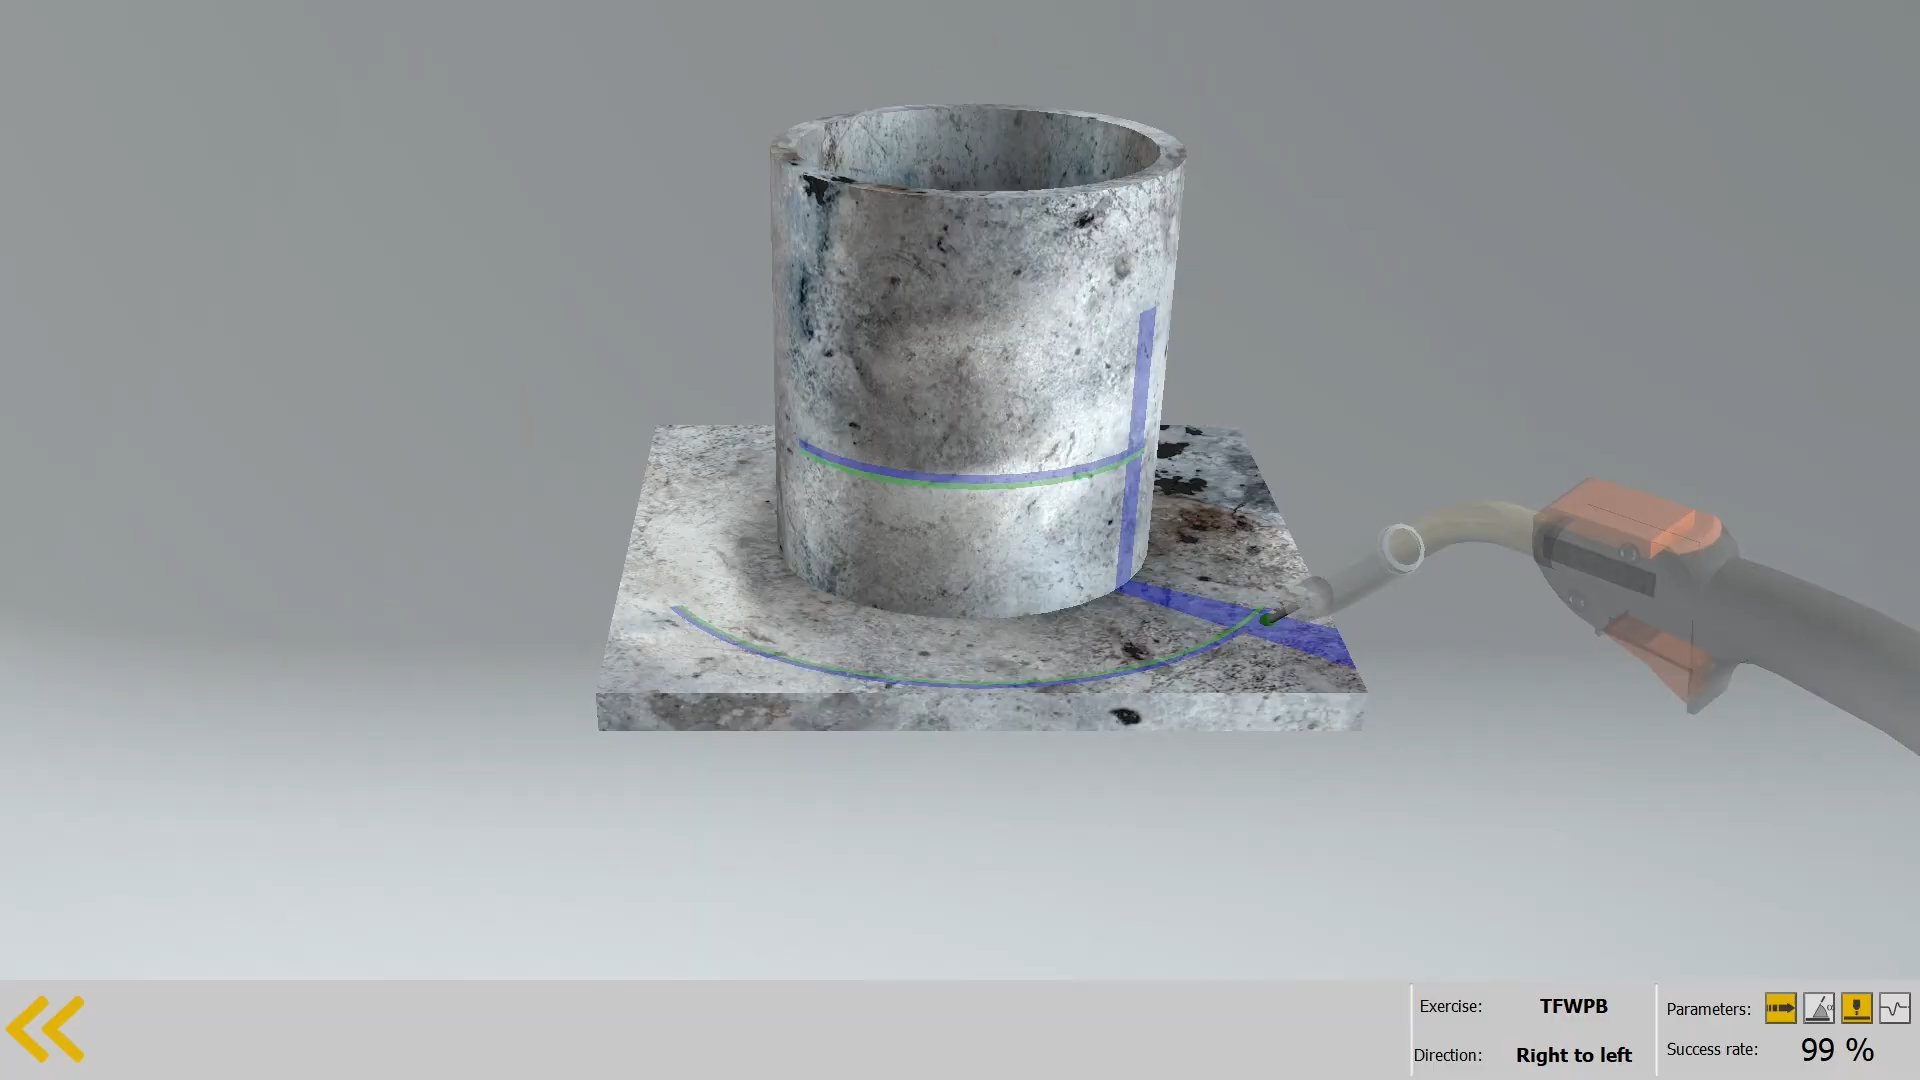 Exercise: TFWPB
Direction: Right to left
Parameters:
Success rate: 99 %